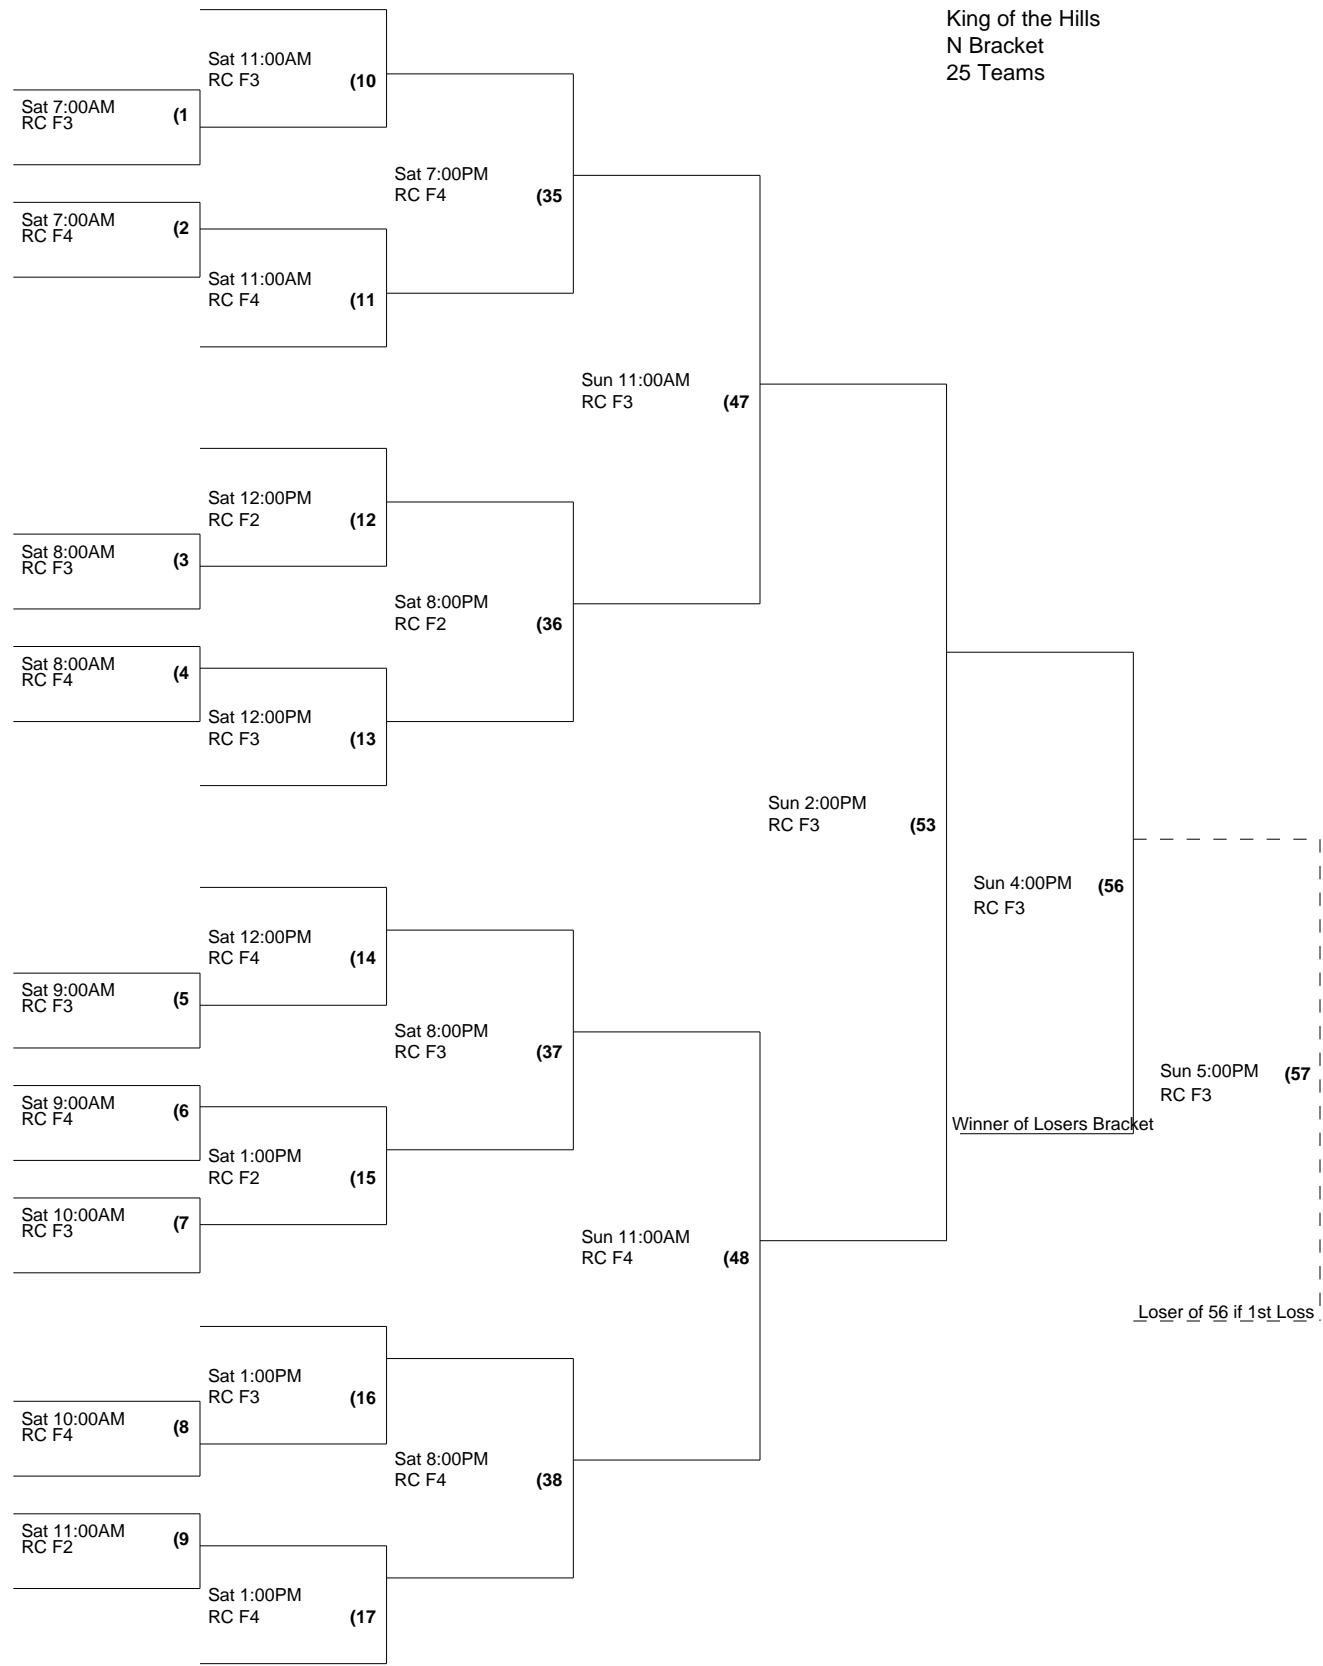 King of the Hills
N Bracket
25 Teams
Sat 11:00AM
RC F3 (10
Sat 7:00AM
RC F3 (1
Sat 7:00PM
RC F4 (35
Sat 7:00AM
RC F4 (2
Sat 11:00AM
RC F4 (11
Sun 11:00AM
RC F3 (47
Sat 12:00PM
RC F2 (12
Sat 8:00AM
RC F3 (3
Sat 8:00PM
RC F2 (36
Sat 8:00AM
RC F4 (4
Sat 12:00PM
RC F3 (13
Sun 2:00PM
RC F3 (53
Sun 4:00PM (56
RC F3
Sat 12:00PM
RC F4 (14
Sat 9:00AM
RC F3 (5
Sat 8:00PM
RC F3 (37
Sun 5:00PM (57
RC F3
Sat 9:00AM
RC F4 (6
Winner of Losers Bracket
Sat 1:00PM
RC F2 (15
Sat 10:00AM
RC F3 (7
Sun 11:00AM
RC F4 (48
Loser of 56 if 1st Loss
Sat 1:00PM
RC F3 (16
Sat 10:00AM
RC F4 (8
Sat 8:00PM
RC F4 (38
Sat 11:00AM
RC F2 (9
Sat 1:00PM
RC F4 (17